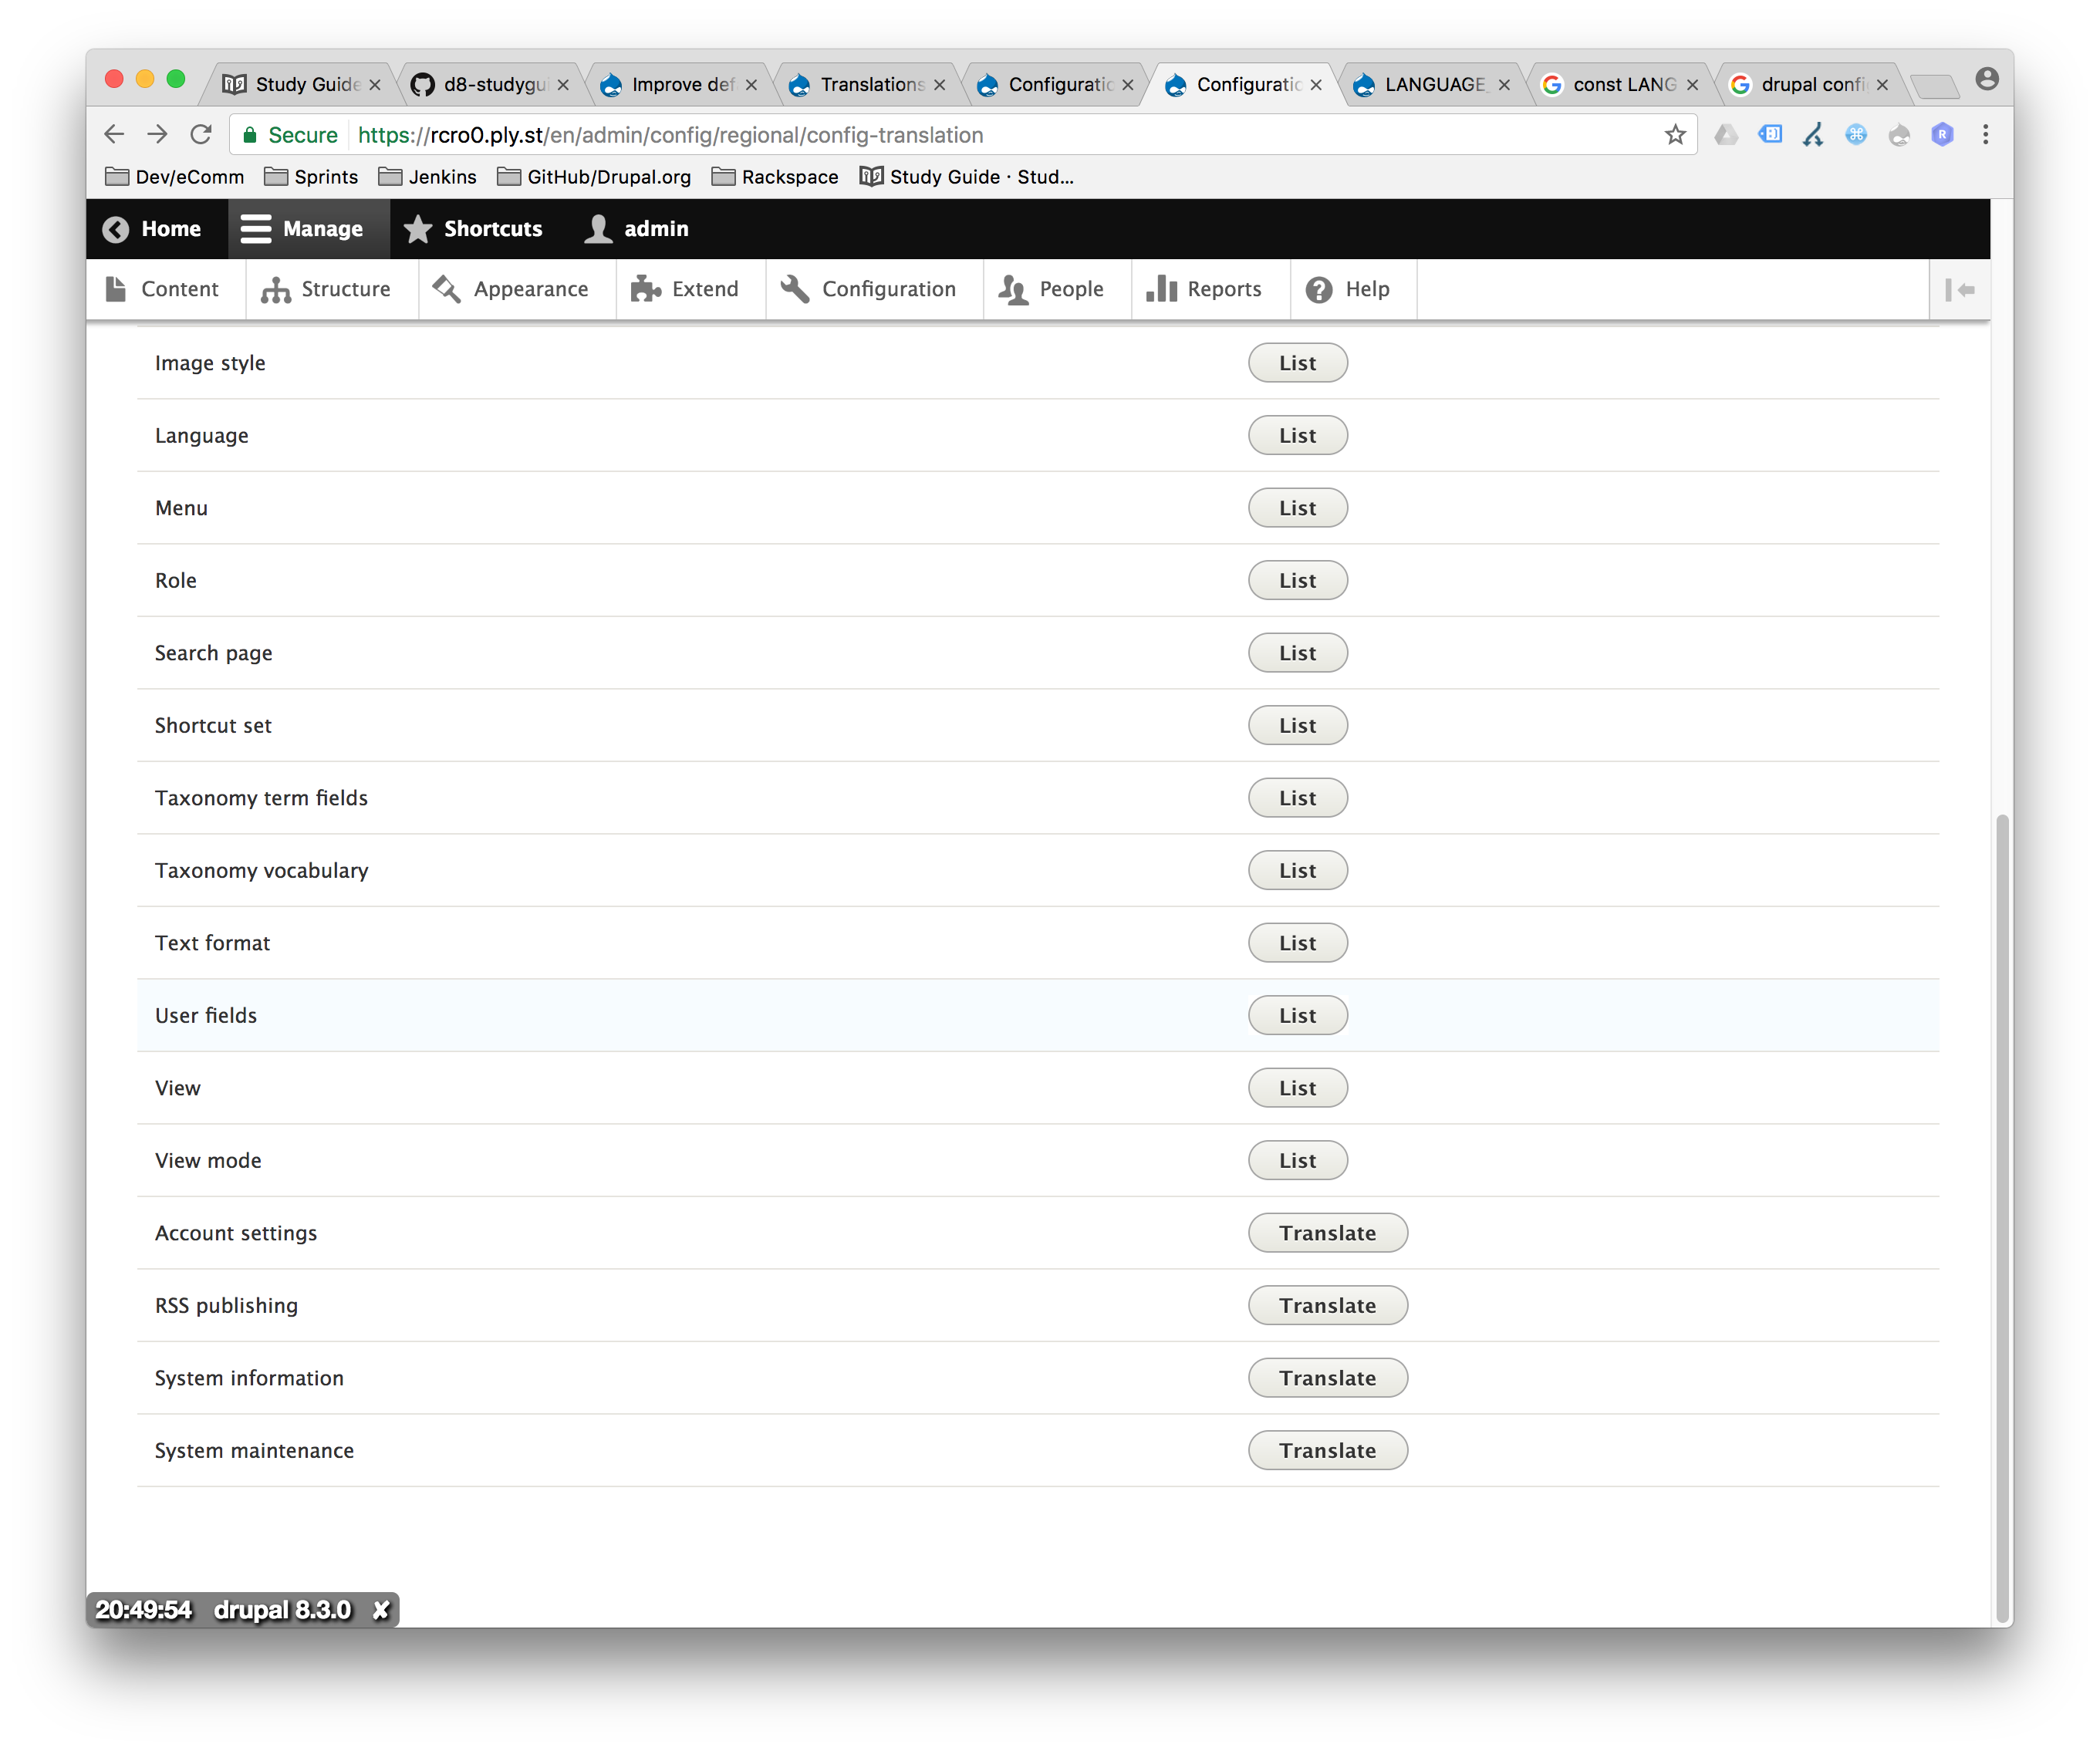 Study Guide d8-studygui Improve def Translations Configuratic Configuratic LANGUAGE_ const LANG drupal confi
Secure https://rcro0.ply.st/en/admin/config/regional/config-translation
Dev/eComm Sprints Jenkins GitHub/Drupal.org Rackspace Study Guide · Stud...
Home Manage Shortcuts admin
Content Structure Appearance Extend Configuration People Reports Help
Image style List
Language List
Menu List
Role List
Search page List
Shortcut set List
Taxonomy term fields List
Taxonomy vocabulary List
Text format List
User fields List
View List
View mode List
Account settings Translate
RSS publishing Translate
System information Translate
System maintenance Translate
20:49:54 drupal 8.3.0 ✘